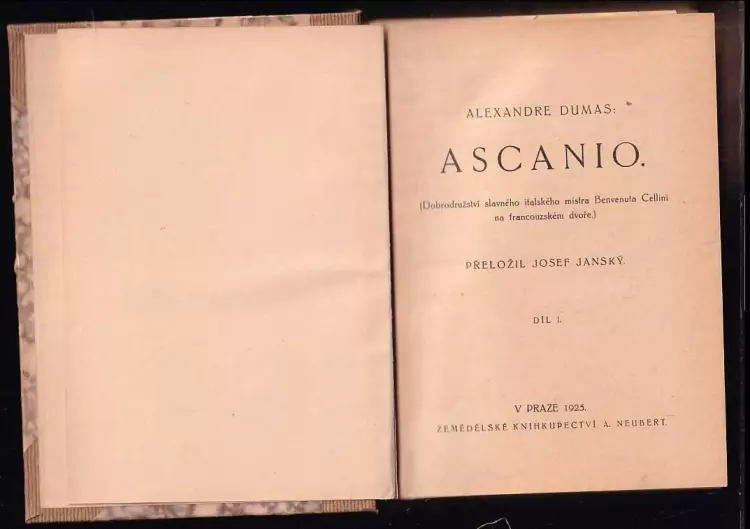 ALEXANDRE DUMAS:
ASCANIO.
(Dobrodružství slavného italského mistra Benvenuta Cellini
na francouzském dvoře.)
PŘELOŽIL JOSEF JANSKÝ.
DÍL I.
V PRAZE 1925.
ZEMĚDĚLSKÉ KNIHKUPECTVÍ A. NEUBERT.